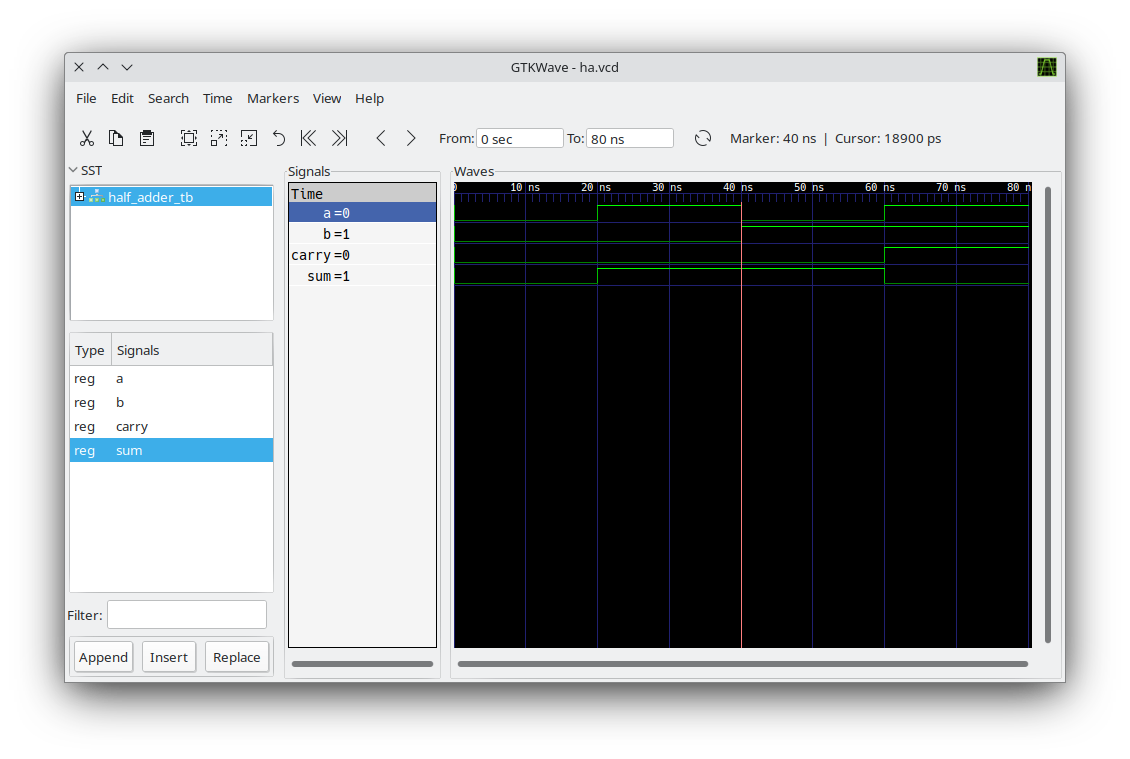 GTKWave - ha.vcd
File Edit Search Time Markers View Help
From: 0 sec To: 80 ns Marker: 40 ns | Cursor: 18900 ps
SST
half_adder_tb
Type Signals
reg a
reg b
reg carry
reg sum
Filter:
Append Insert Replace
Signals
Time
a=0
b=1
carry=0
sum=1
Waves
0 10 ns 20 ns 30 ns 40 ns 50 ns 60 ns 70 ns 80 n